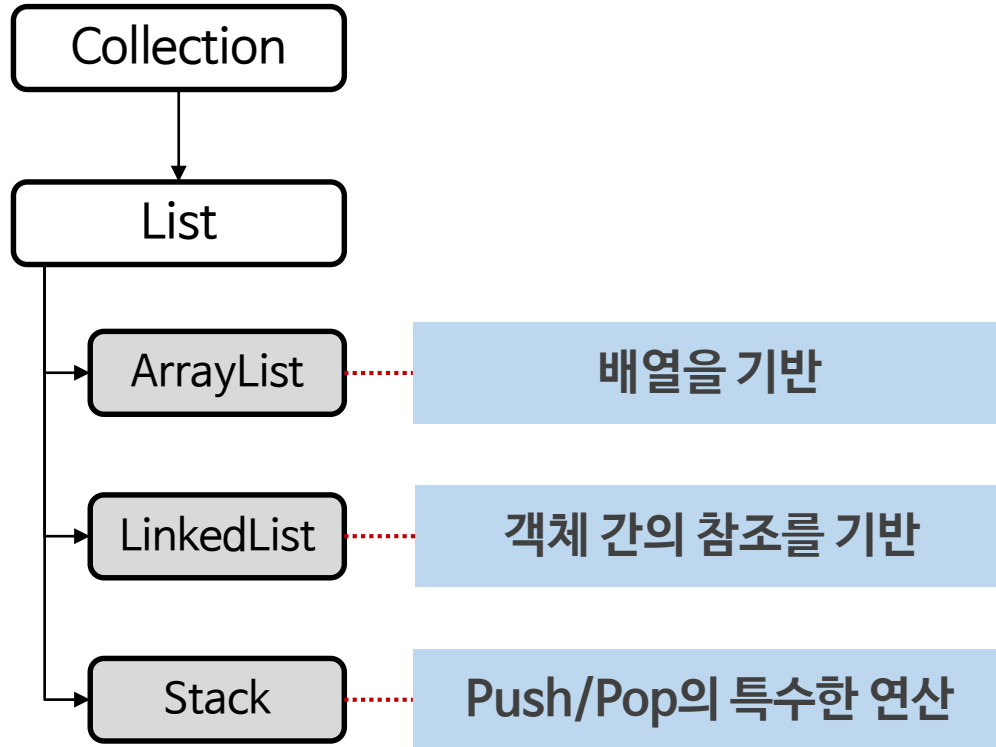 Collection
List
ArrayList
배열을 기반
LinkedList
객체 간의 참조를 기반
Stack
Push/Pop의 특수한 연산